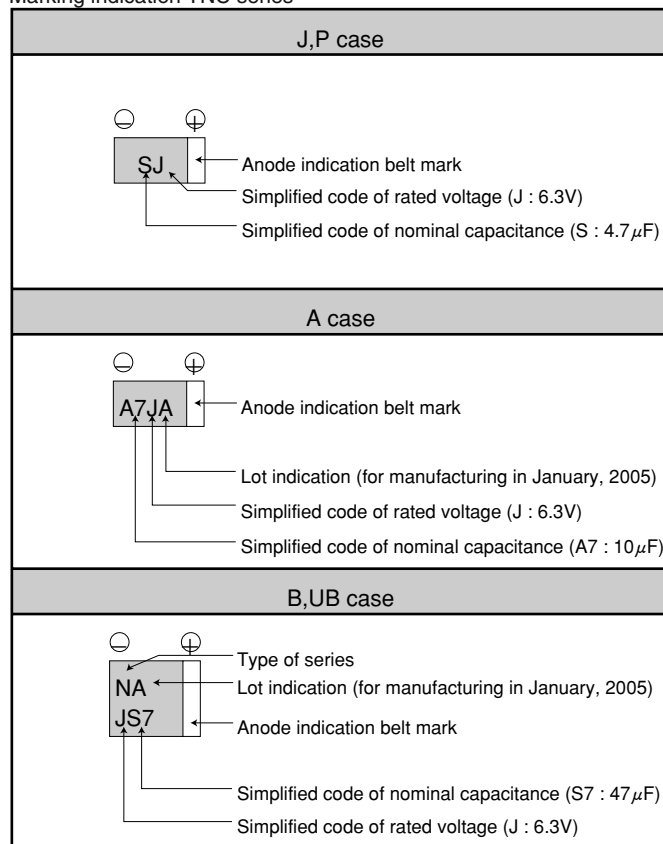 J,P case
⊖ ⊕
SJ
Anode indication belt mark
Simplified code of rated voltage (J : 6.3V)
Simplified code of nominal capacitance (S : 4.7μF)
A case
⊖ ⊕
A7JA
Anode indication belt mark
Lot indication (for manufacturing in January, 2005)
Simplified code of rated voltage (J : 6.3V)
Simplified code of nominal capacitance (A7 : 10μF)
B,UB case
⊖ ⊕
Type of series
NA
Lot indication (for manufacturing in January, 2005)
JS7
Anode indication belt mark
Simplified code of nominal capacitance (S7 : 47μF)
Simplified code of rated voltage (J : 6.3V)